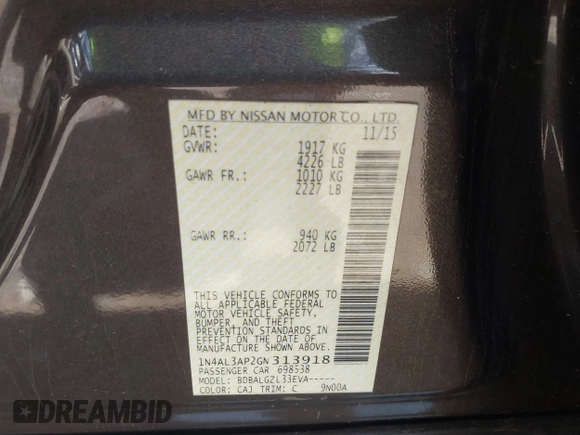 MFD BY NISSAN MOTOR CO., LTD.
DATE: 11/15
GVWR: 1917 KG
4226 LB
GAWR FR.: 1010 KG
2227 LB
GAWR RR.: 940 KG
2072 LB
THIS VEHICLE CONFORMS TO
ALL APPLICABLE FEDERAL
MOTOR VEHICLE SAFETY,
BUMPER, AND THEFT
PREVENTION STANDARDS IN
EFFECT ON THE DATE OF
MANUFACTURE SHOWN ABOVE.
1N4AL3AP2GN313918
PASSENGER CAR 698538
MODEL: BDBALGZL33EVA-----
COLOR: CAJ TRIM: C 9N00A
DREAMBID
DREAMBID